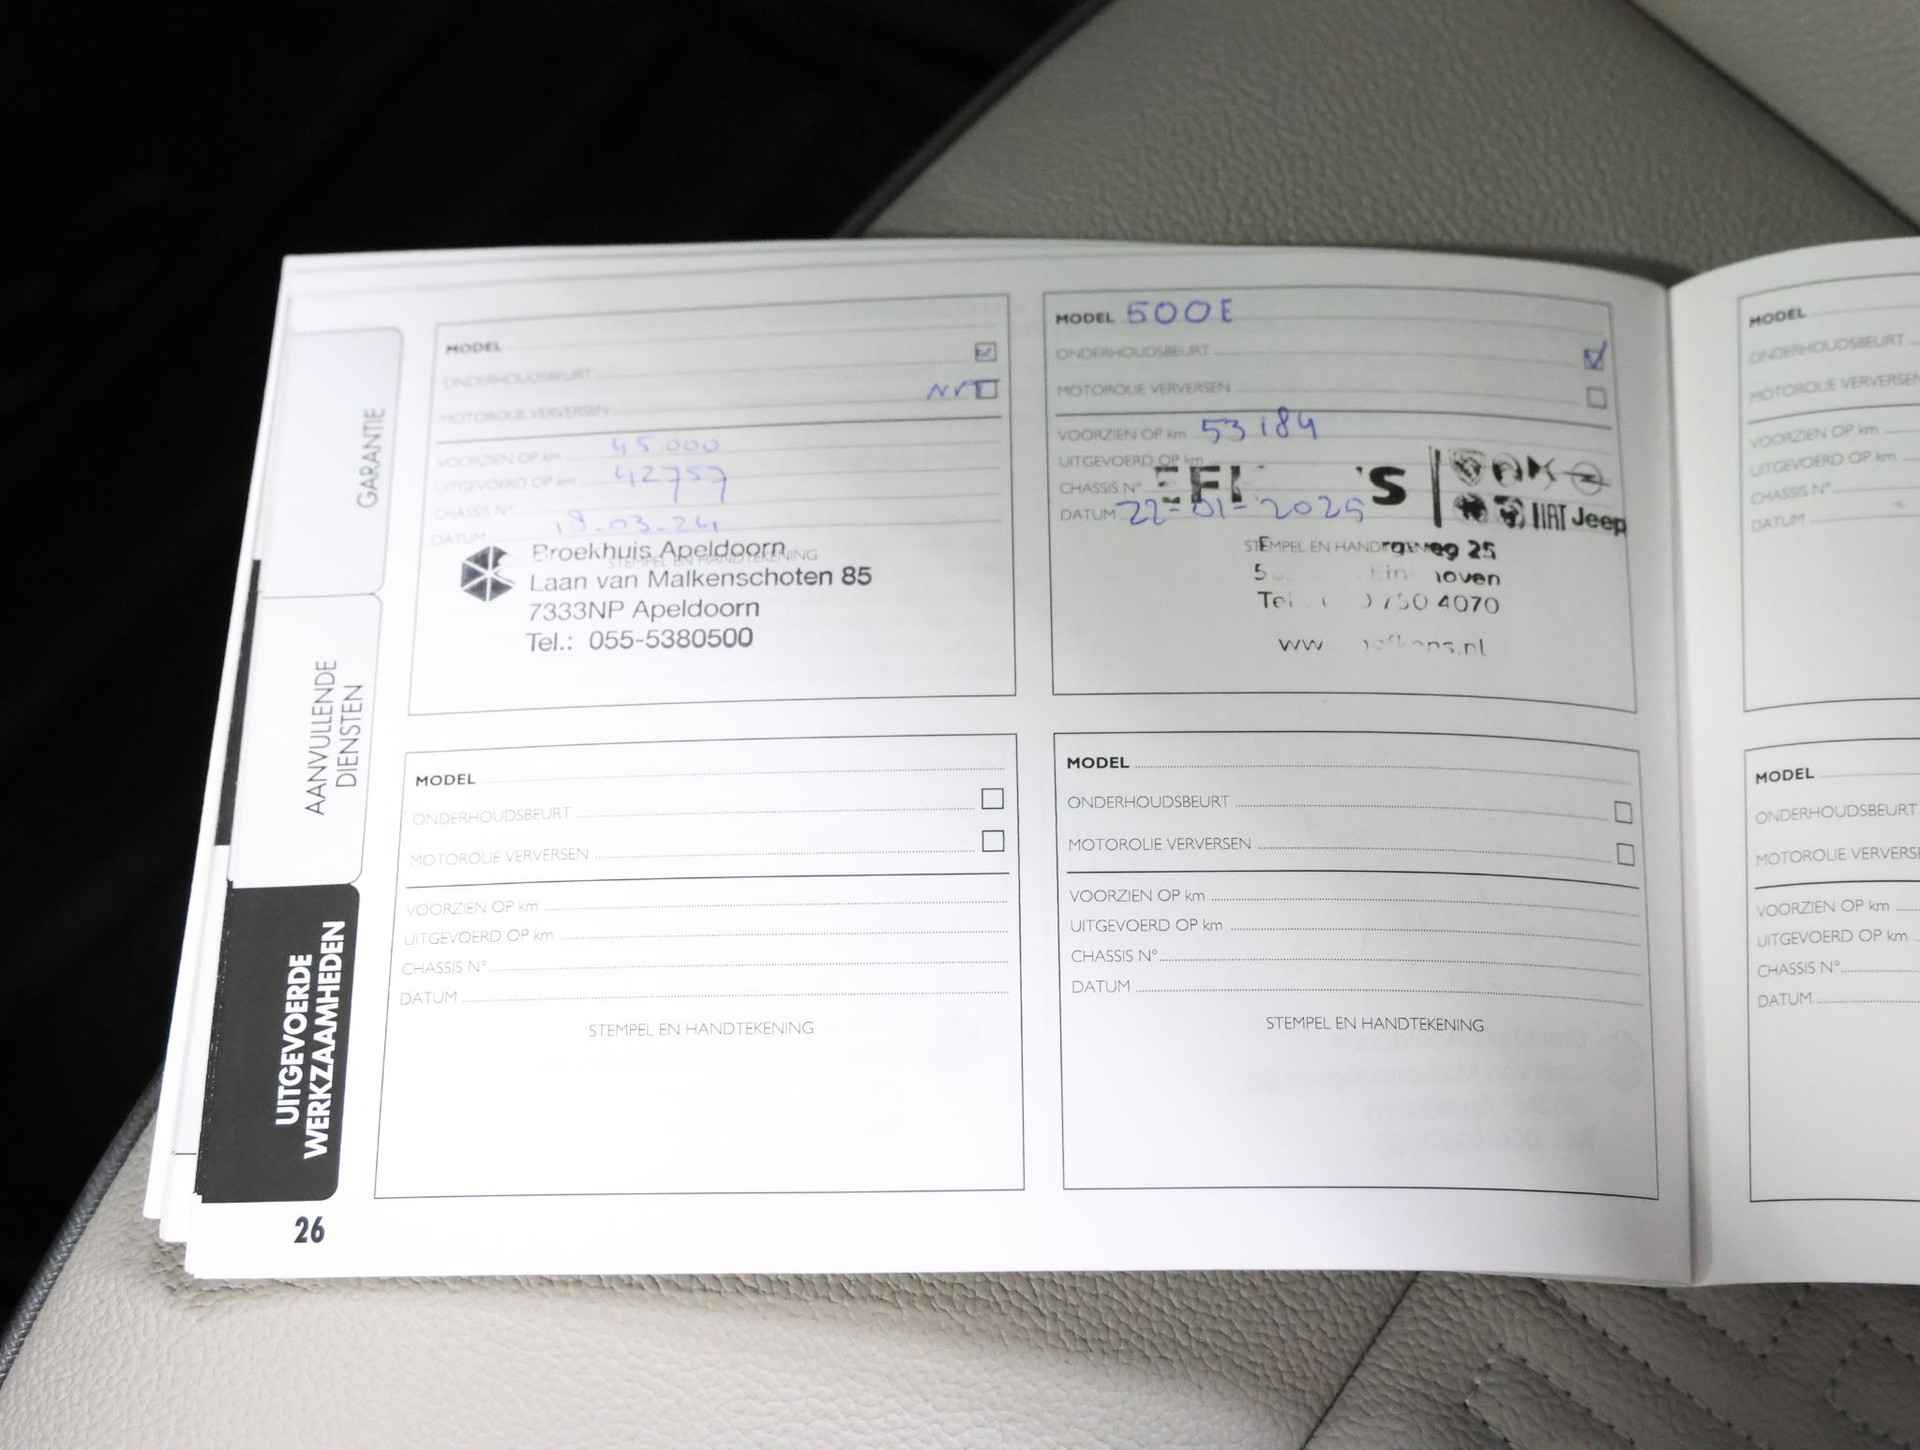 GARANTIE
AANVULLENDE
DIENSTEN
UITGEVOERDE
WERKZAAMHEDEN
26
MODEL
ONDERHOUDSBEURT
NVT
MOTOROLIE VERVERSEN
VOORZIEN OP km 45.000
UITGEVOERD OP km 42757
CHASSIS N°
DATUM 19-03-24
STEMPEL EN HANDTEKENING
Broekhuis Apeldoorn
Laan van Malkenschoten 85
7333NP Apeldoorn
Tel.: 055-5380500
MODEL 500E
ONDERHOUDSBEURT
MOTOROLIE VERVERSEN
VOORZIEN OP km 53184
UITGEVOERD OP km
CHASSIS N°
DATUM 22-01-2025
FIAT Jeep
STEMPEL EN
25
4070
MODEL
ONDERHOUDSBEURT
MOTOROLIE VERVERSEN
VOORZIEN OP km
UITGEVOERD OP km
CHASSIS N°
DATUM
STEMPEL EN HANDTEKENING
MODEL
ONDERHOUDSBEURT
MOTOROLIE VERVERSEN
VOORZIEN OP km
UITGEVOERD OP km
CHASSIS N°
DATUM
STEMPEL EN HANDTEKENING
MODEL
ONDERHOUDSBEURT
MOTOROLIE VERVERSEN
VOORZIEN OP km
UITGEVOERD OP km
CHASSIS N°
DATUM
MODEL
ONDERHOUDSBEURT
MOTOROLIE VERVERSE
VOORZIEN OP km
UITGEVOERD OP km
CHASSIS N°
DATUM